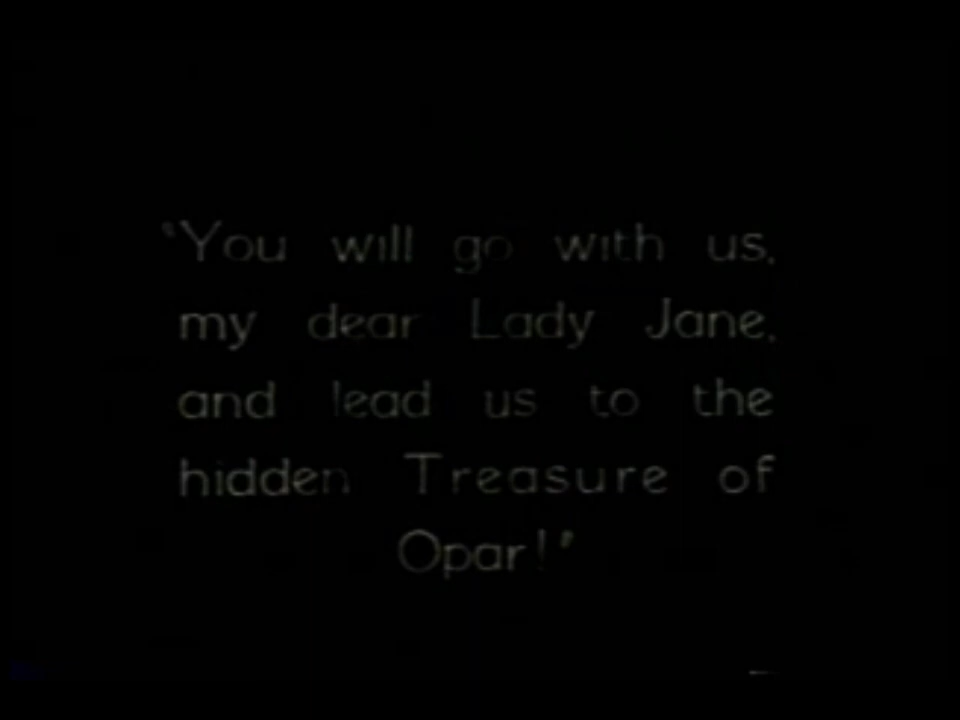 "You will go with us,
my dear Lady Jane,
and lead us to the
hidden Treasure of
Opar!"